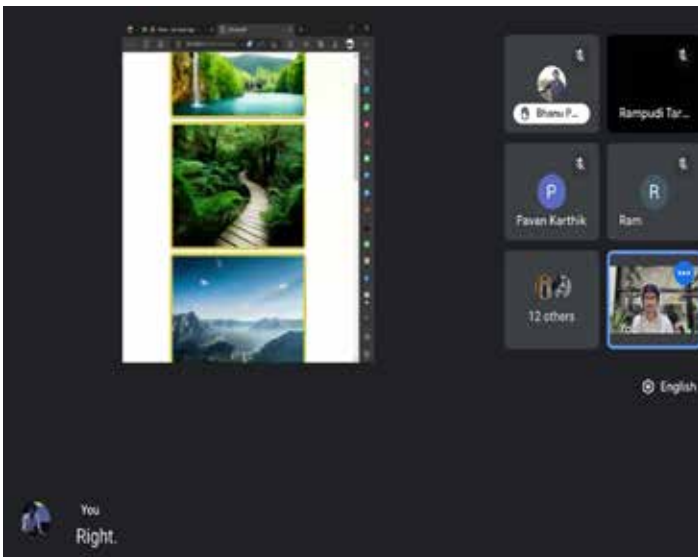 Bhanu P...
Rampudi Tar...
P
R
Pavan Karthik
Ram
12 others
English
You
Right.